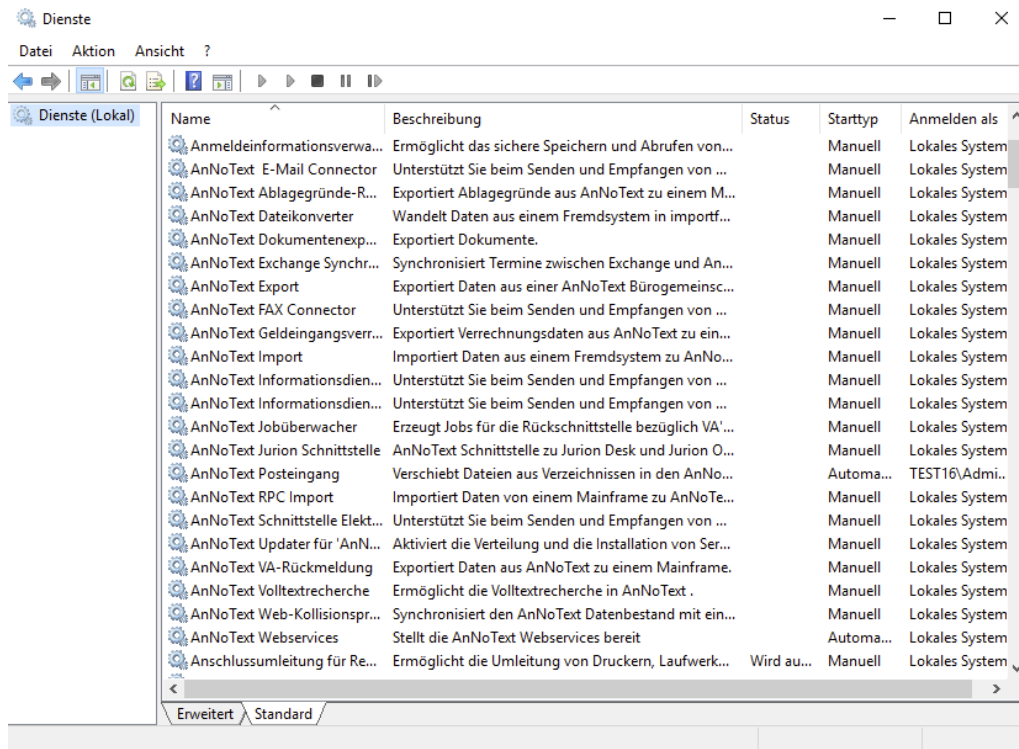 Dienste
Datei Aktion Ansicht ?
Dienste (Lokal)
Name Beschreibung Status Starttyp Anmelden als
Anmeldeinformationsverwa... Ermöglicht das sichere Speichern und Abrufen von... Manuell Lokales System
AnNoText E-Mail Connector Unterstützt Sie beim Senden und Empfangen von ... Manuell Lokales System
AnNoText Ablagegründe-R... Exportiert Ablagegründe aus AnNoText zu einem M... Manuell Lokales System
AnNoText Dateikonverter Wandelt Daten aus einem Fremdsystem in importf... Manuell Lokales System
AnNoText Dokumentenexp... Exportiert Dokumente. Manuell Lokales System
AnNoText Exchange Synchr... Synchronisiert Termine zwischen Exchange und An... Manuell Lokales System
AnNoText Export Exportiert Daten aus einer AnNoText Bürogemeinsc... Manuell Lokales System
AnNoText FAX Connector Unterstützt Sie beim Senden und Empfangen von ... Manuell Lokales System
AnNoText Geldeingangsverr... Exportiert Verrechnungsdaten aus AnNoText zu ein... Manuell Lokales System
AnNoText Import Importiert Daten aus einem Fremdsystem zu AnNo... Manuell Lokales System
AnNoText Informationsdien... Unterstützt Sie beim Senden und Empfangen von ... Manuell Lokales System
AnNoText Informationsdien... Unterstützt Sie beim Senden und Empfangen von ... Manuell Lokales System
AnNoText Jobüberwacher Erzeugt Jobs für die Rückschnittstelle bezüglich VA'... Manuell Lokales System
AnNoText Jurion Schnittstelle AnNoText Schnittstelle zu Jurion Desk und Jurion O... Manuell Lokales System
AnNoText Posteingang Verschiebt Dateien aus Verzeichnissen in den AnNo... Automa... TEST16\Admi...
AnNoText RPC Import Importiert Daten von einem Mainframe zu AnNoTe... Manuell Lokales System
AnNoText Schnittstelle Elekt... Unterstützt Sie beim Senden und Empfangen von ... Manuell Lokales System
AnNoText Updater für 'AnN... Aktiviert die Verteilung und die Installation von Ser... Manuell Lokales System
AnNoText VA-Rückmeldung Exportiert Daten aus AnNoText zu einem Mainframe. Manuell Lokales System
AnNoText Volltextrecherche Ermöglicht die Volltextrecherche in AnNoText . Manuell Lokales System
AnNoText Web-Kollisionspr... Synchronisiert den AnNoText Datenbestand mit ein... Manuell Lokales System
AnNoText Webservices Stellt die AnNoText Webservices bereit Automa... Lokales System
Anschlussumleitung für Re... Ermöglicht die Umleitung von Druckern, Laufwerk... Wird au... Manuell Lokales System
Erweitert Standard